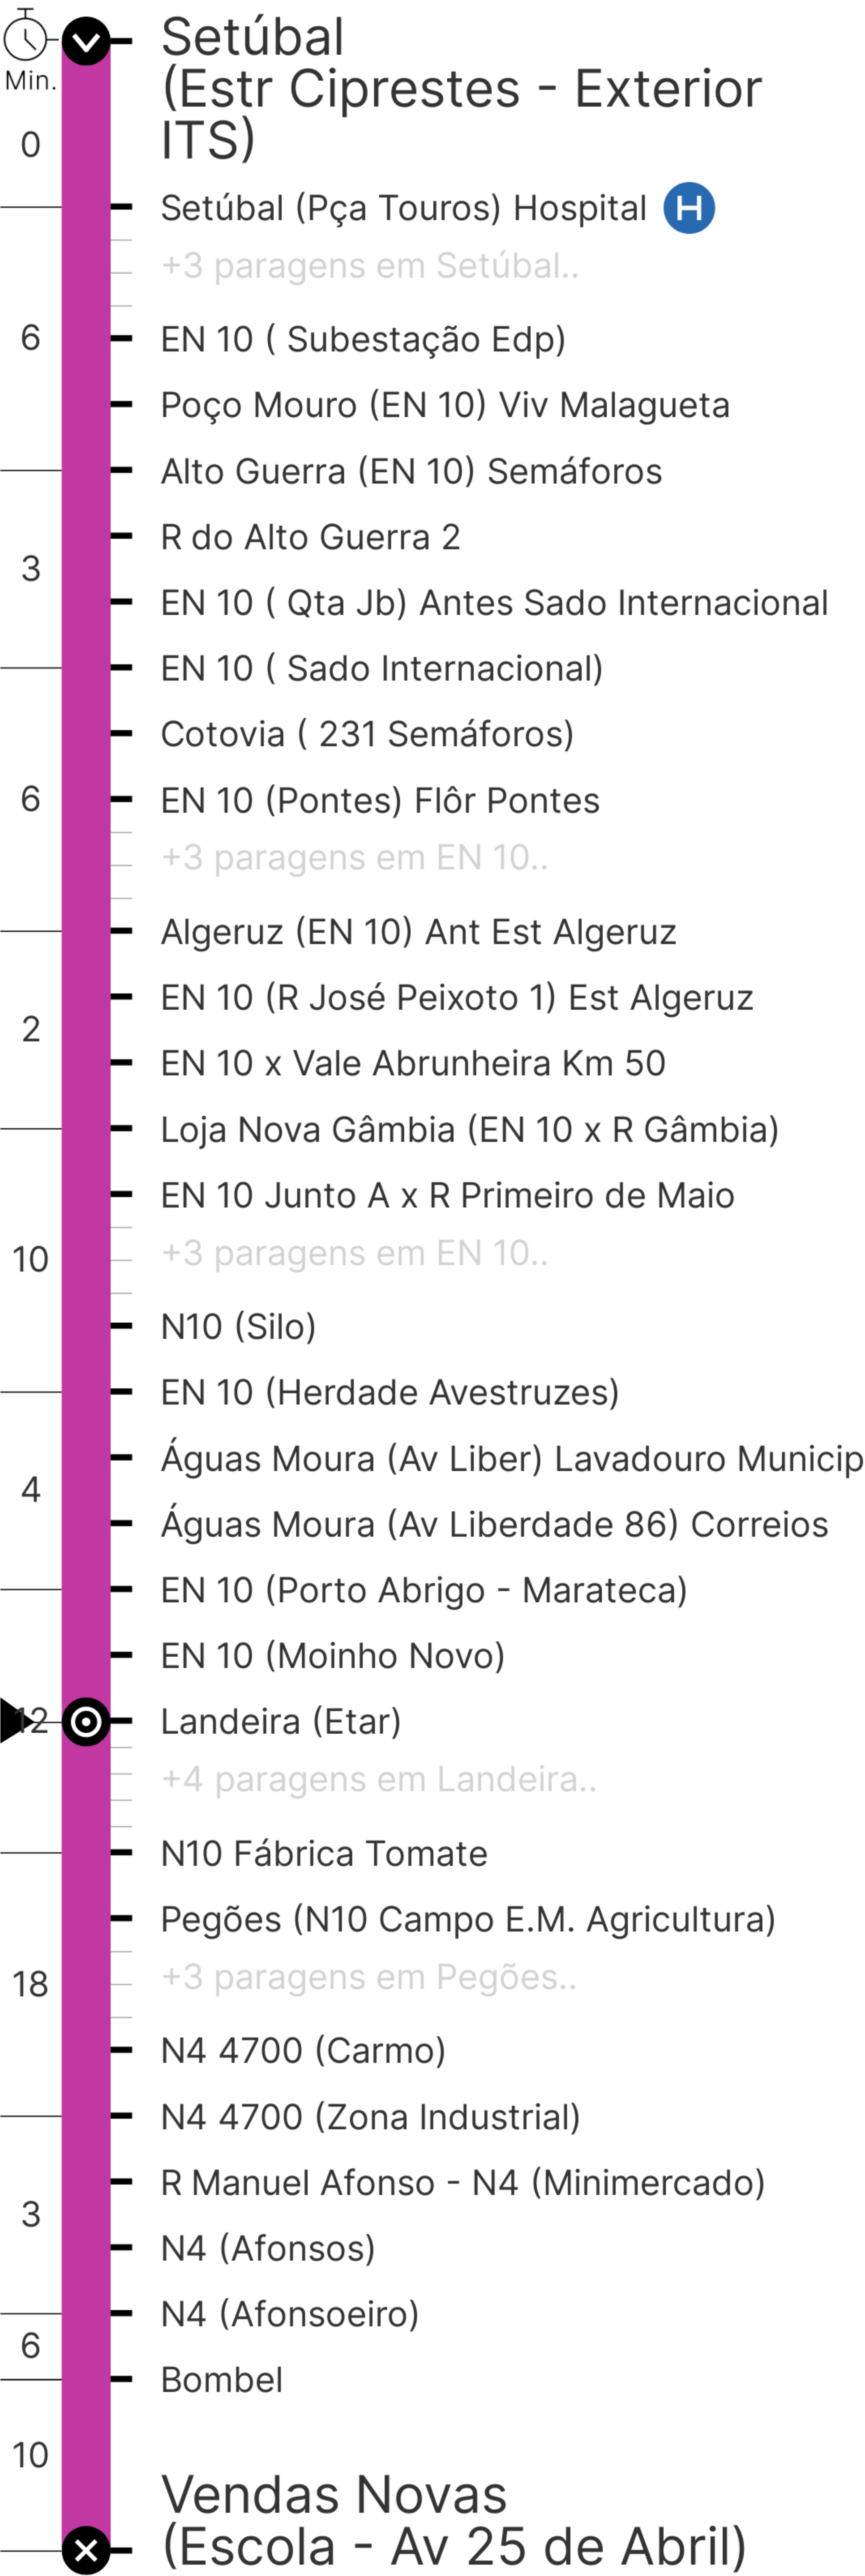 Setúbal
(Estr Ciprestes - Exterior
ITS)
Min.
0
Setúbal (Pça Touros) Hospital H
+3 paragens em Setúbal..
6
EN 10 ( Subestação Edp)
Poço Mouro (EN 10) Viv Malagueta
Alto Guerra (EN 10) Semáforos
R do Alto Guerra 2
3
EN 10 ( Qta Jb) Antes Sado Internacional
EN 10 ( Sado Internacional)
Cotovia ( 231 Semáforos)
6
EN 10 (Pontes) Flôr Pontes
+3 paragens em EN 10..
Algeruz (EN 10) Ant Est Algeruz
EN 10 (R José Peixoto 1) Est Algeruz
2
EN 10 x Vale Abrunheira Km 50
Loja Nova Gâmbia (EN 10 x R Gâmbia)
EN 10 Junto A x R Primeiro de Maio
+3 paragens em EN 10..
10
N10 (Silo)
EN 10 (Herdade Avestruzes)
Águas Moura (Av Liber) Lavadouro Municip
4
Águas Moura (Av Liberdade 86) Correios
EN 10 (Porto Abrigo - Marateca)
EN 10 (Moinho Novo)
12
Landeira (Etar)
+4 paragens em Landeira..
N10 Fábrica Tomate
Pegões (N10 Campo E.M. Agricultura)
+3 paragens em Pegões..
18
N4 4700 (Carmo)
N4 4700 (Zona Industrial)
R Manuel Afonso - N4 (Minimercado)
3
N4 (Afonsos)
N4 (Afonsoeiro)
6
Bombel
10
Vendas Novas
(Escola - Av 25 de Abril)